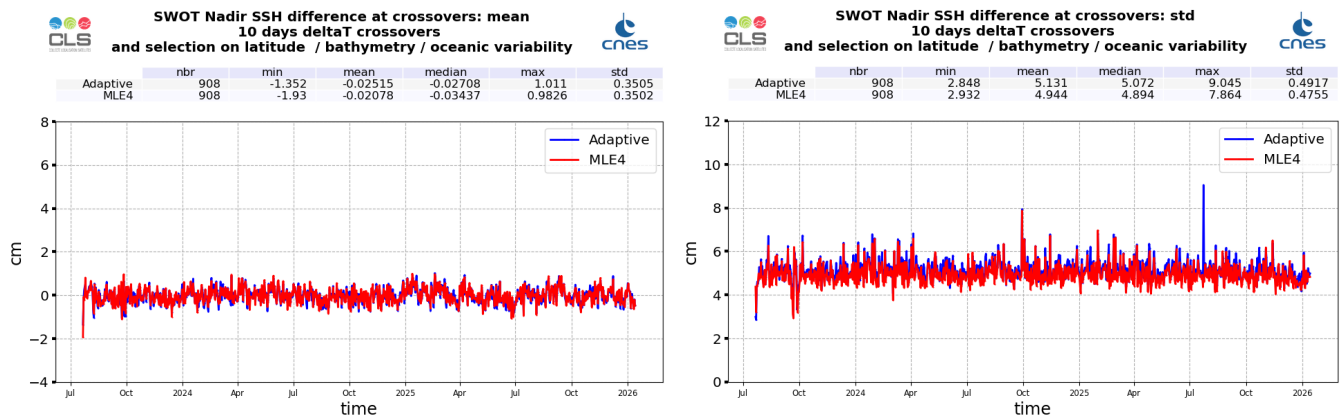 CLS
SWOT Nadir SSH difference at crossovers: mean
10 days deltaT crossovers
and selection on latitude / bathymetry / oceanic variability
cnes
nbr min mean median max std
Adaptive 908 -1.352 -0.02515 -0.02708 1.011 0.3505
MLE4 908 -1.93 -0.02078 -0.03437 0.9826 0.3502
8
6
4
2
0
−2
−4
cm
Adaptive
MLE4
Jul Oct 2024 Apr Jul Oct 2025 Apr Jul Oct 2026
time
CLS
SWOT Nadir SSH difference at crossovers: std
10 days deltaT crossovers
and selection on latitude / bathymetry / oceanic variability
cnes
nbr min mean median max std
Adaptive 908 2.848 5.131 5.072 9.045 0.4917
MLE4 908 2.932 4.944 4.894 7.864 0.4755
12
10
8
6
4
2
0
cm
Adaptive
MLE4
Jul Oct 2024 Apr Jul Oct 2025 Apr Jul Oct 2026
time